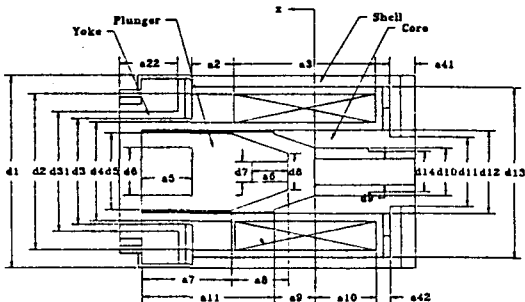 x
Plunger
Shell
Yoke
Core
a22
a2
a3
a41
d1
d2
d31
d3
d4
d5
d6
a5
d7
a6
d8
d9
d14
d10
d11
d12
d13
a7
a8
a11
a9
a10
a42